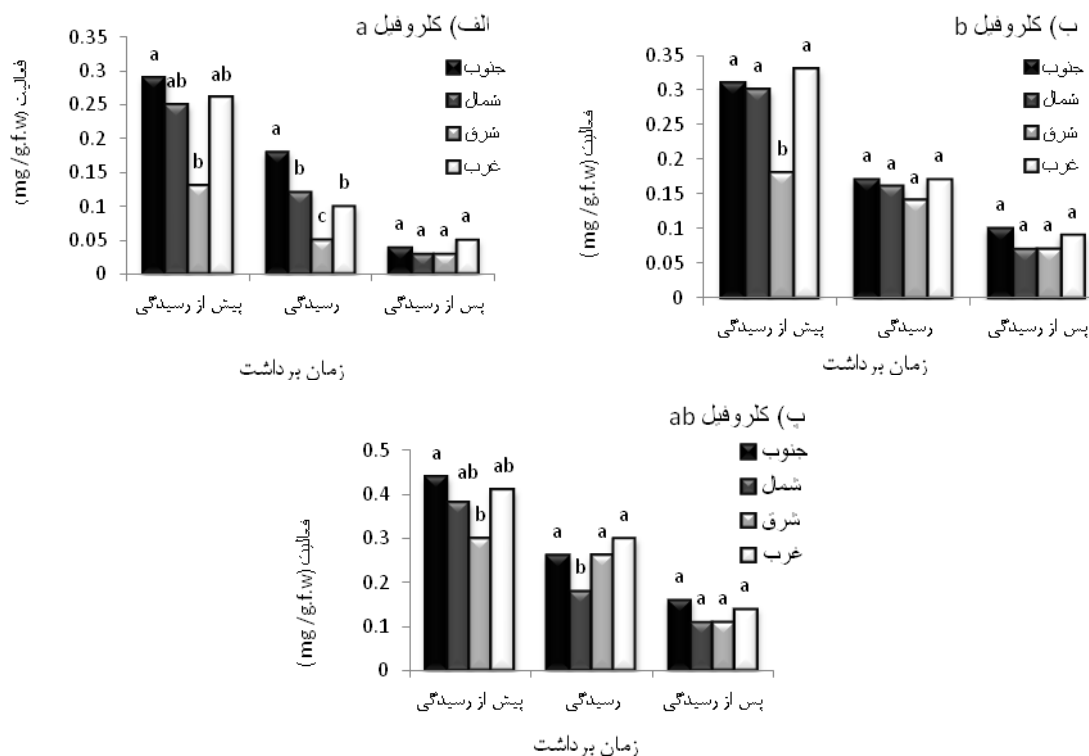 الف) کلروفیل a
فعالیت (mg /g.f.w)
0.35
0.3
0.25
0.2
0.15
0.1
0.05
0
a ab b ab
a b c b
a a a a
جنوب
شمال
شرق
غرب
پیش از رسیدگی
رسیدگی
پس از رسیدگی
زمان برداشت
ب) کلروفیل b
فعالیت (mg /g.f.w)
0.35
0.3
0.25
0.2
0.15
0.1
0.05
0
a a b a
a a a a
a a a a
جنوب
شمال
شرق
غرب
پیش از رسیدگی
رسیدگی
پس از رسیدگی
زمان برداشت
پ) کلروفیل ab
فعالیت (mg /g.f.w)
0.5
0.4
0.3
0.2
0.1
0
a ab b ab
a b a a
a a a a
جنوب
شمال
شرق
غرب
پیش از رسیدگی
رسیدگی
پس از رسیدگی
زمان برداشت